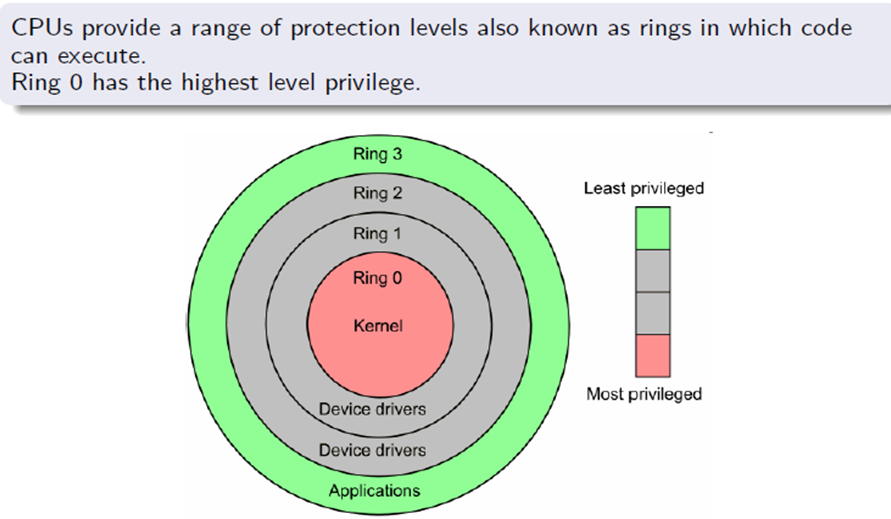 CPUs provide a range of protection levels also known as rings in which code
can execute.
Ring 0 has the highest level privilege.
Ring 3
Ring 2
Ring 1
Ring 0
Kernel
Device drivers
Device drivers
Applications
Least privileged
Most privileged